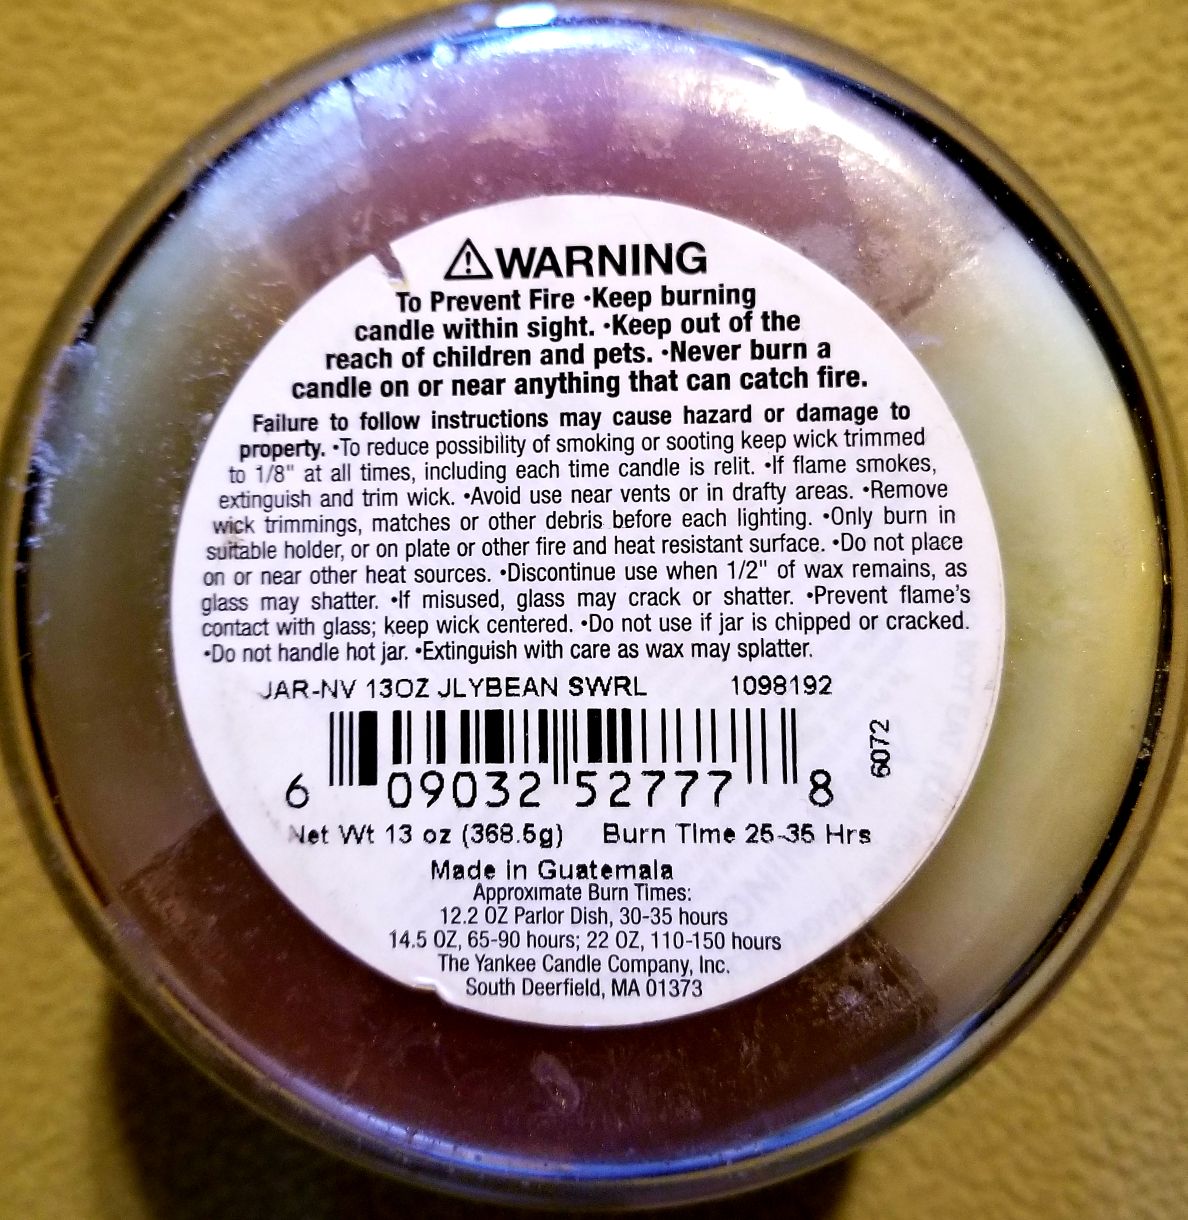 ⚠WARNING
To Prevent Fire •Keep burning
candle within sight. •Keep out of the
reach of children and pets. •Never burn a
candle on or near anything that can catch fire.
Failure to follow instructions may cause hazard or damage to
property. •To reduce possibility of smoking or sooting keep wick trimmed
to 1/8" at all times, including each time candle is relit. •If flame smokes,
extinguish and trim wick. •Avoid use near vents or in drafty areas. •Remove
wick trimmings, matches or other debris before each lighting. •Only burn in
suitable holder, or on plate or other fire and heat resistant surface. •Do not place
on or near other heat sources. •Discontinue use when 1/2" of wax remains, as
glass may shatter. •If misused, glass may crack or shatter. •Prevent flame's
contact with glass; keep wick centered. •Do not use if jar is chipped or cracked.
•Do not handle hot jar. •Extinguish with care as wax may splatter.
JAR-NV 13OZ JLYBEAN SWRL 1098192
6072
6 09032 52777 8
Net Wt 13 oz (368.5g) Burn Time 25-35 Hrs
Made in Guatemala
Approximate Burn Times:
12.2 OZ Parlor Dish, 30-35 hours
14.5 OZ, 65-90 hours; 22 OZ, 110-150 hours
The Yankee Candle Company, Inc.
South Deerfield, MA 01373